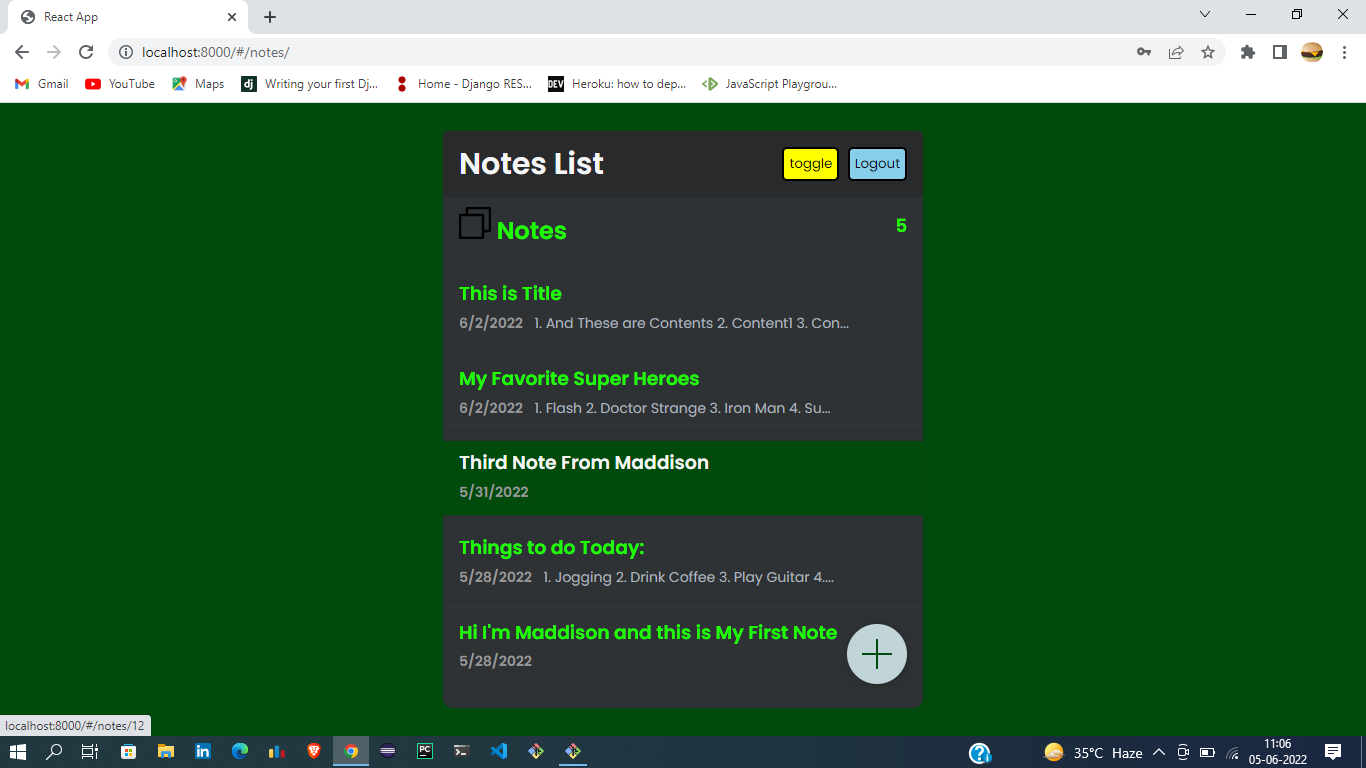 React App
localhost:8000/#/notes/
Gmail YouTube Maps dj Writing your first Dj... Home - Django RES... DEV Heroku: how to dep... JavaScript Playgrou...
Notes List toggle Logout
Notes 5
This is Title
6/2/2022 1. And These are Contents 2. Content1 3. Con...
My Favorite Super Heroes
6/2/2022 1. Flash 2. Doctor Strange 3. Iron Man 4. Su...
Third Note From Maddison
5/31/2022
Things to do Today:
5/28/2022 1. Jogging 2. Drink Coffee 3. Play Guitar 4....
Hi I'm Maddison and this is My First Note
5/28/2022
localhost:8000/#/notes/12
in PC 35°C Haze 11:06
05-06-2022